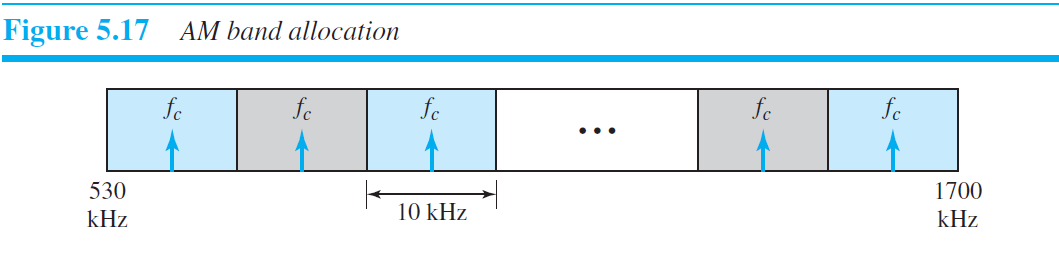 Figure 5.17 AM band allocation
fc fc fc ••• fc fc
530 1700
kHz 10 kHz kHz